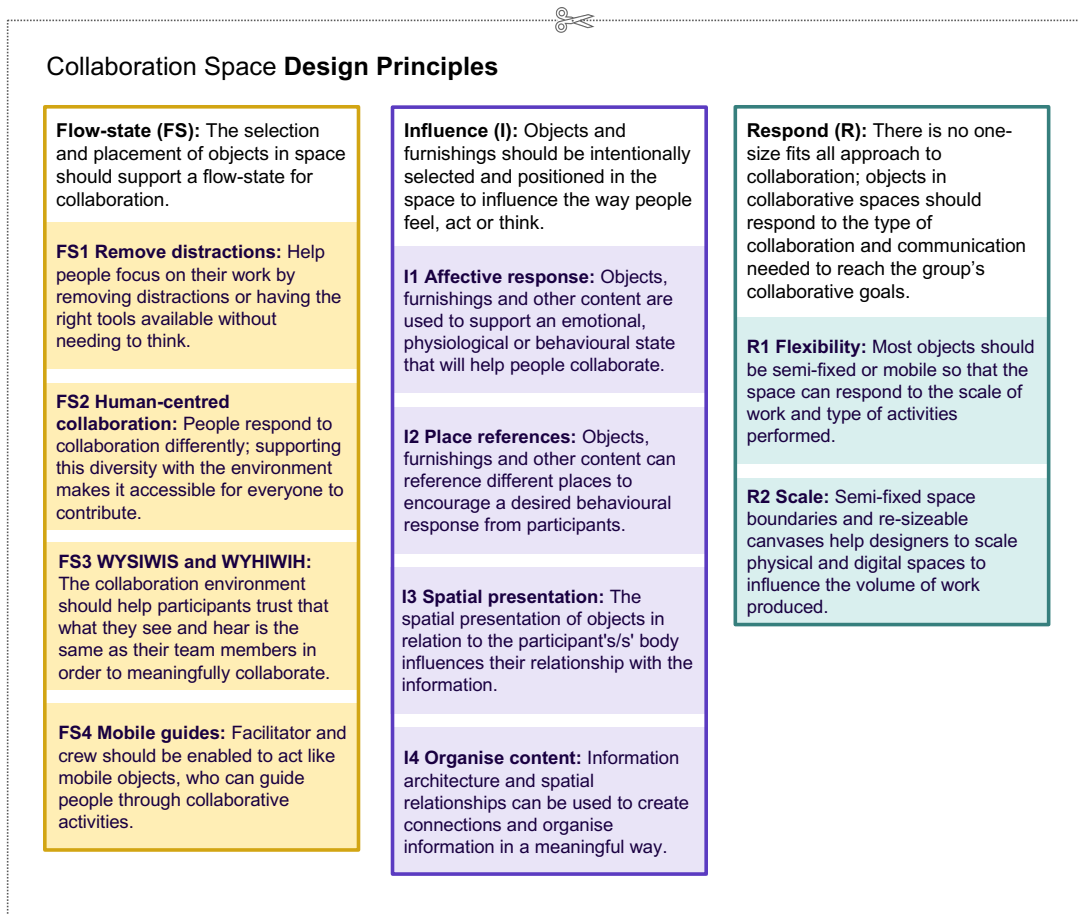 Collaboration Space Design Principles
Flow-state (FS): The selection
and placement of objects in space
should support a flow-state for
collaboration.
FS1 Remove distractions: Help
people focus on their work by
removing distractions or having the
right tools available without
needing to think.
FS2 Human-centred
collaboration: People respond to
collaboration differently; supporting
this diversity with the environment
makes it accessible for everyone to
contribute.
FS3 WYSIWIS and WYHIWIH:
The collaboration environment
should help participants trust that
what they see and hear is the
same as their team members in
order to meaningfully collaborate.
FS4 Mobile guides: Facilitator and
crew should be enabled to act like
mobile objects, who can guide
people through collaborative
activities.
Influence (I): Objects and
furnishings should be intentionally
selected and positioned in the
space to influence the way people
feel, act or think.
I1 Affective response: Objects,
furnishings and other content are
used to support an emotional,
physiological or behavioural state
that will help people collaborate.
I2 Place references: Objects,
furnishings and other content can
reference different places to
encourage a desired behavioural
response from participants.
I3 Spatial presentation: The
spatial presentation of objects in
relation to the participant's/s' body
influences their relationship with the
information.
I4 Organise content: Information
architecture and spatial
relationships can be used to create
connections and organise
information in a meaningful way.
Respond (R): There is no one-
size fits all approach to
collaboration; objects in
collaborative spaces should
respond to the type of
collaboration and communication
needed to reach the group's
collaborative goals.
R1 Flexibility: Most objects should
be semi-fixed or mobile so that the
space can respond to the scale of
work and type of activities
performed.
R2 Scale: Semi-fixed space
boundaries and re-sizeable
canvases help designers to scale
physical and digital spaces to
influence the volume of work
produced.